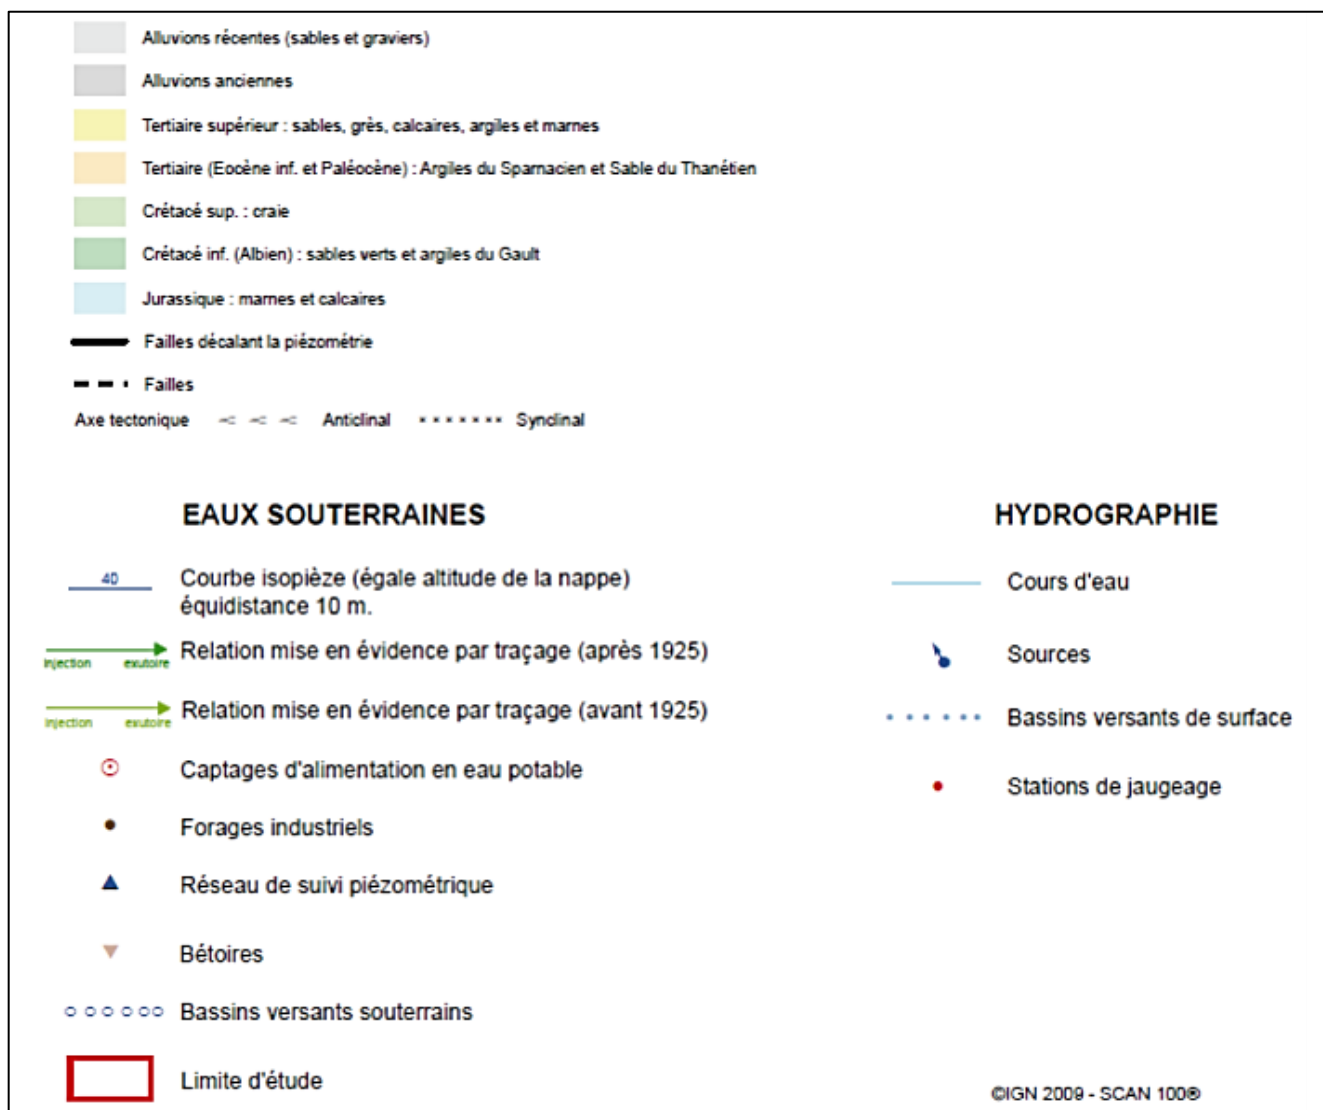 Alluvions récentes (sables et graviers)
Alluvions anciennes
Tertiaire supérieur : sables, grès, calcaires, argiles et marnes
Tertiaire (Eocène inf. et Paléocène) : Argiles du Sparnacien et Sable du Thanétien
Crétacé sup. : craie
Crétacé inf. (Albien) : sables verts et argiles du Gault
Jurassique : marnes et calcaires
Failles décalant la piézométrie
Failles
Axe tectonique Anticlinal Synclinal
EAUX SOUTERRAINES
40 Courbe isopièze (égale altitude de la nappe)
équidistance 10 m.
injection exutoire Relation mise en évidence par traçage (après 1925)
injection exutoire Relation mise en évidence par traçage (avant 1925)
Captages d'alimentation en eau potable
Forages industriels
Réseau de suivi piézométrique
Bétoires
Bassins versants souterrains
Limite d'étude
HYDROGRAPHIE
Cours d'eau
Sources
Bassins versants de surface
Stations de jaugeage
©IGN 2009 - SCAN 100®